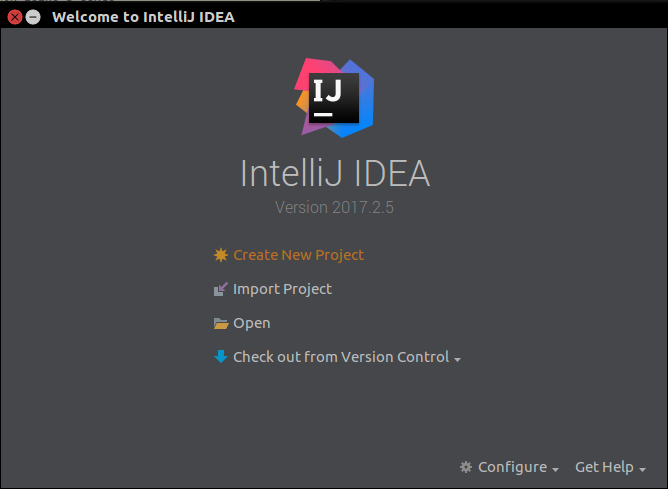 Welcome to IntelliJ IDEA
IJ
IntelliJ IDEA
Version 2017.2.5
Create New Project
Import Project
Open
Check out from Version Control
Configure
Get Help